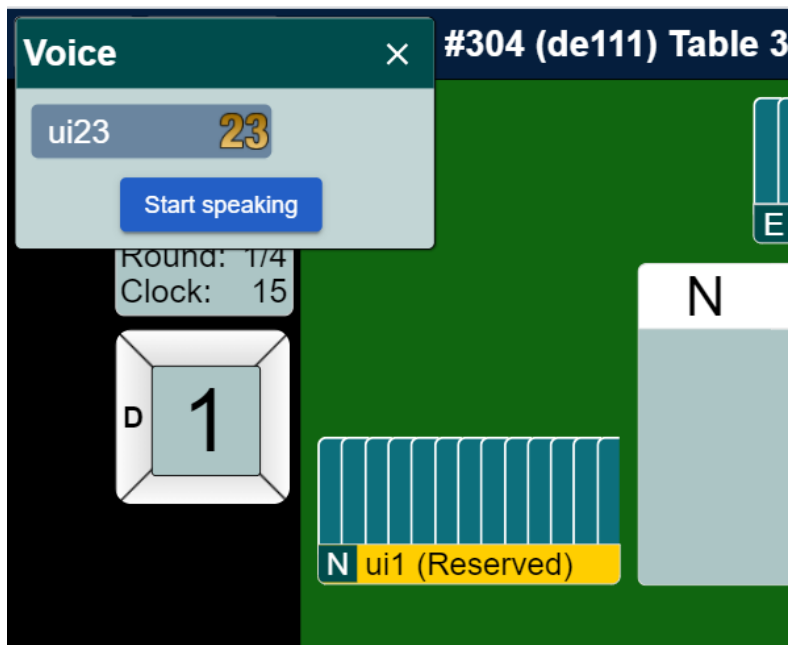 Voice
#304 (de111) Table 3
ui23 23
Start speaking
E
Round: 1/4
Clock: 15
N
D 1
N ui1 (Reserved)